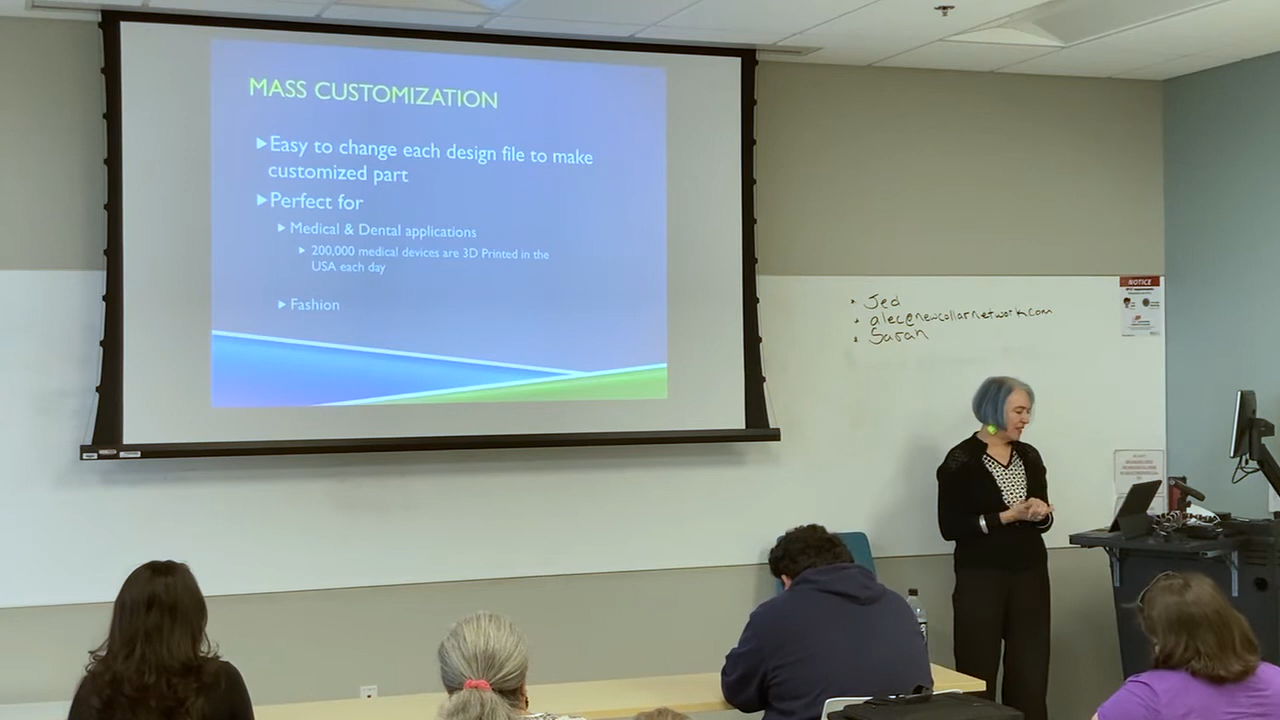 MASS CUSTOMIZATION
Easy to change each design file to make
customized part
Perfect for
Medical & Dental applications
200,000 medical devices are 3D Printed in the
USA each day
Fashion
Jed
alec@newcollarnetwork.com
Sarah
NOTICE